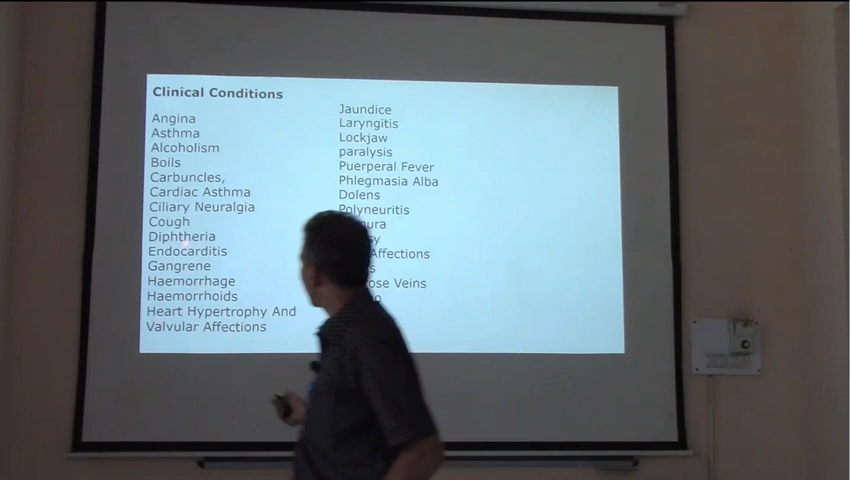 Clinical Conditions
Angina
Asthma
Alcoholism
Boils
Carbuncles,
Cardiac Asthma
Ciliary Neuralgia
Cough
Diphtheria
Endocarditis
Gangrene
Haemorrhage
Haemorrhoids
Heart Hypertrophy And
Valvular Affections
Jaundice
Laryngitis
Lockjaw
paralysis
Puerperal Fever
Phlegmasia Alba
Dolens
Polyneuritis
Affections
Veins